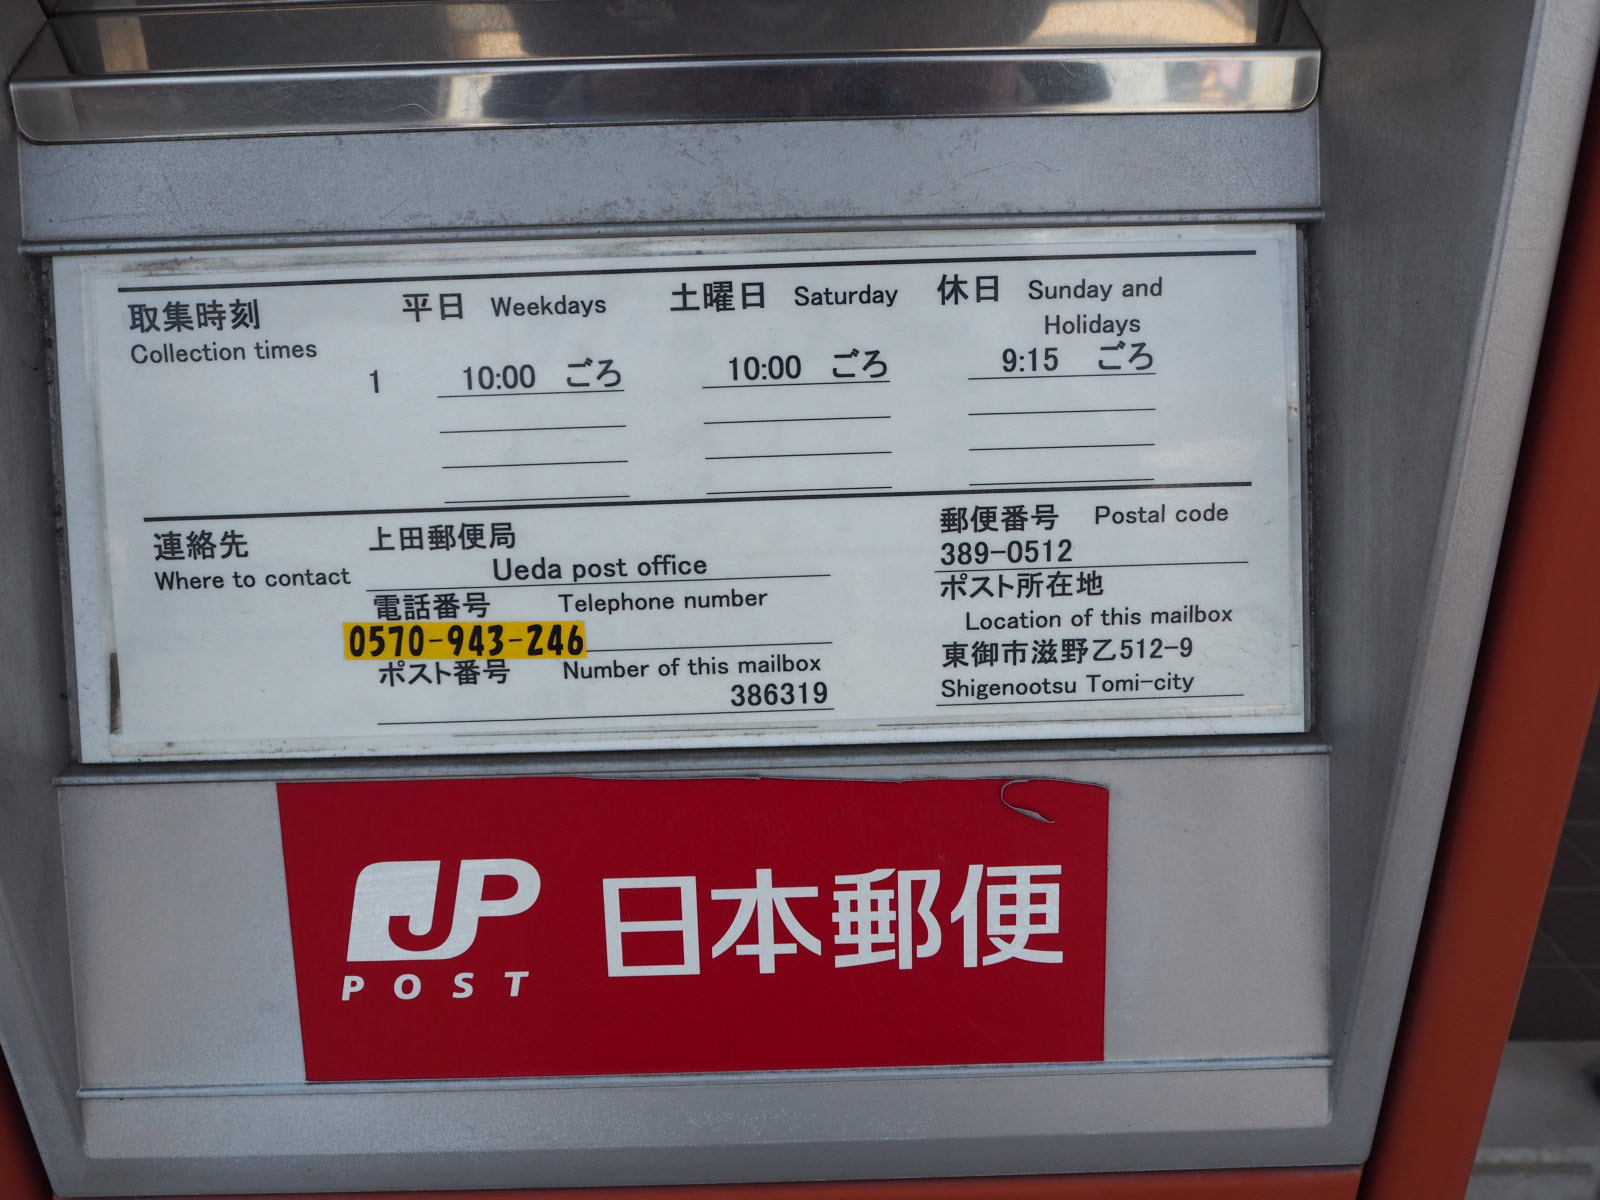 取集時刻 平日 Weekdays 土曜日 Saturday 休日 Sunday and
Collection times Holidays
1 10:00 ごろ 10:00 ごろ 9:15 ごろ
連絡先 上田郵便局
Where to contact Ueda post office
電話番号 Telephone number
0570-943-246
ポスト番号 Number of this mailbox
386319
郵便番号 Postal code
389-0512
ポスト所在地
Location of this mailbox
東御市滋野乙512-9
Shigenootsu Tomi-city
JP 日本郵便
POST